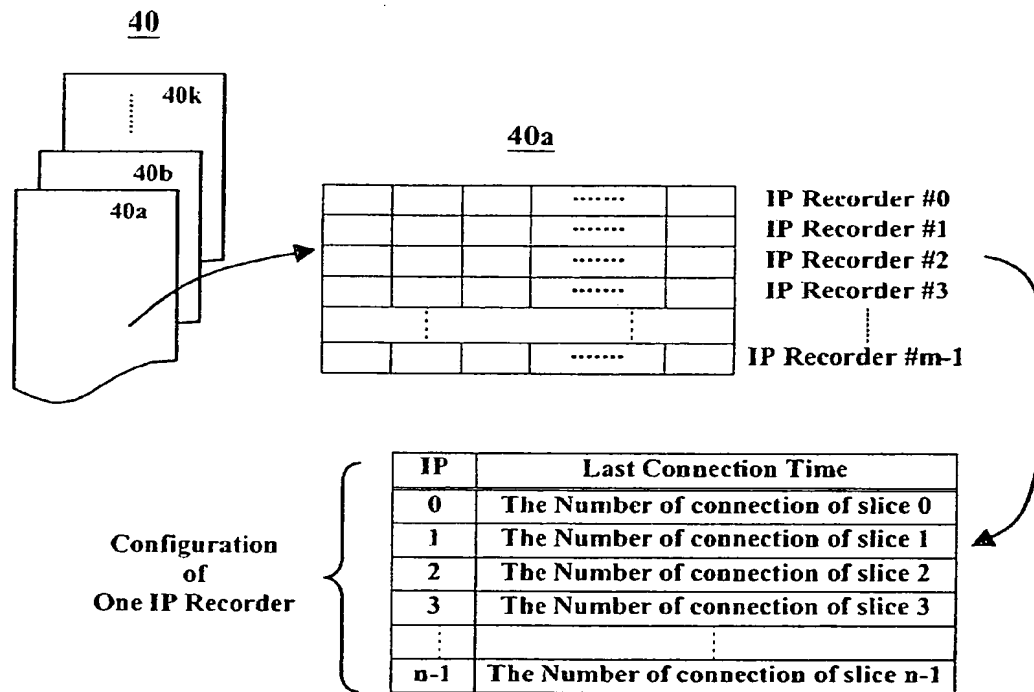 40
40k
40b
40a
40a
IP Recorder #0
IP Recorder #1
IP Recorder #2
IP Recorder #3
IP Recorder #m-1
Configuration
of
One IP Recorder
IP Last Connection Time
0 The Number of connection of slice 0
1 The Number of connection of slice 1
2 The Number of connection of slice 2
3 The Number of connection of slice 3
n-1 The Number of connection of slice n-1